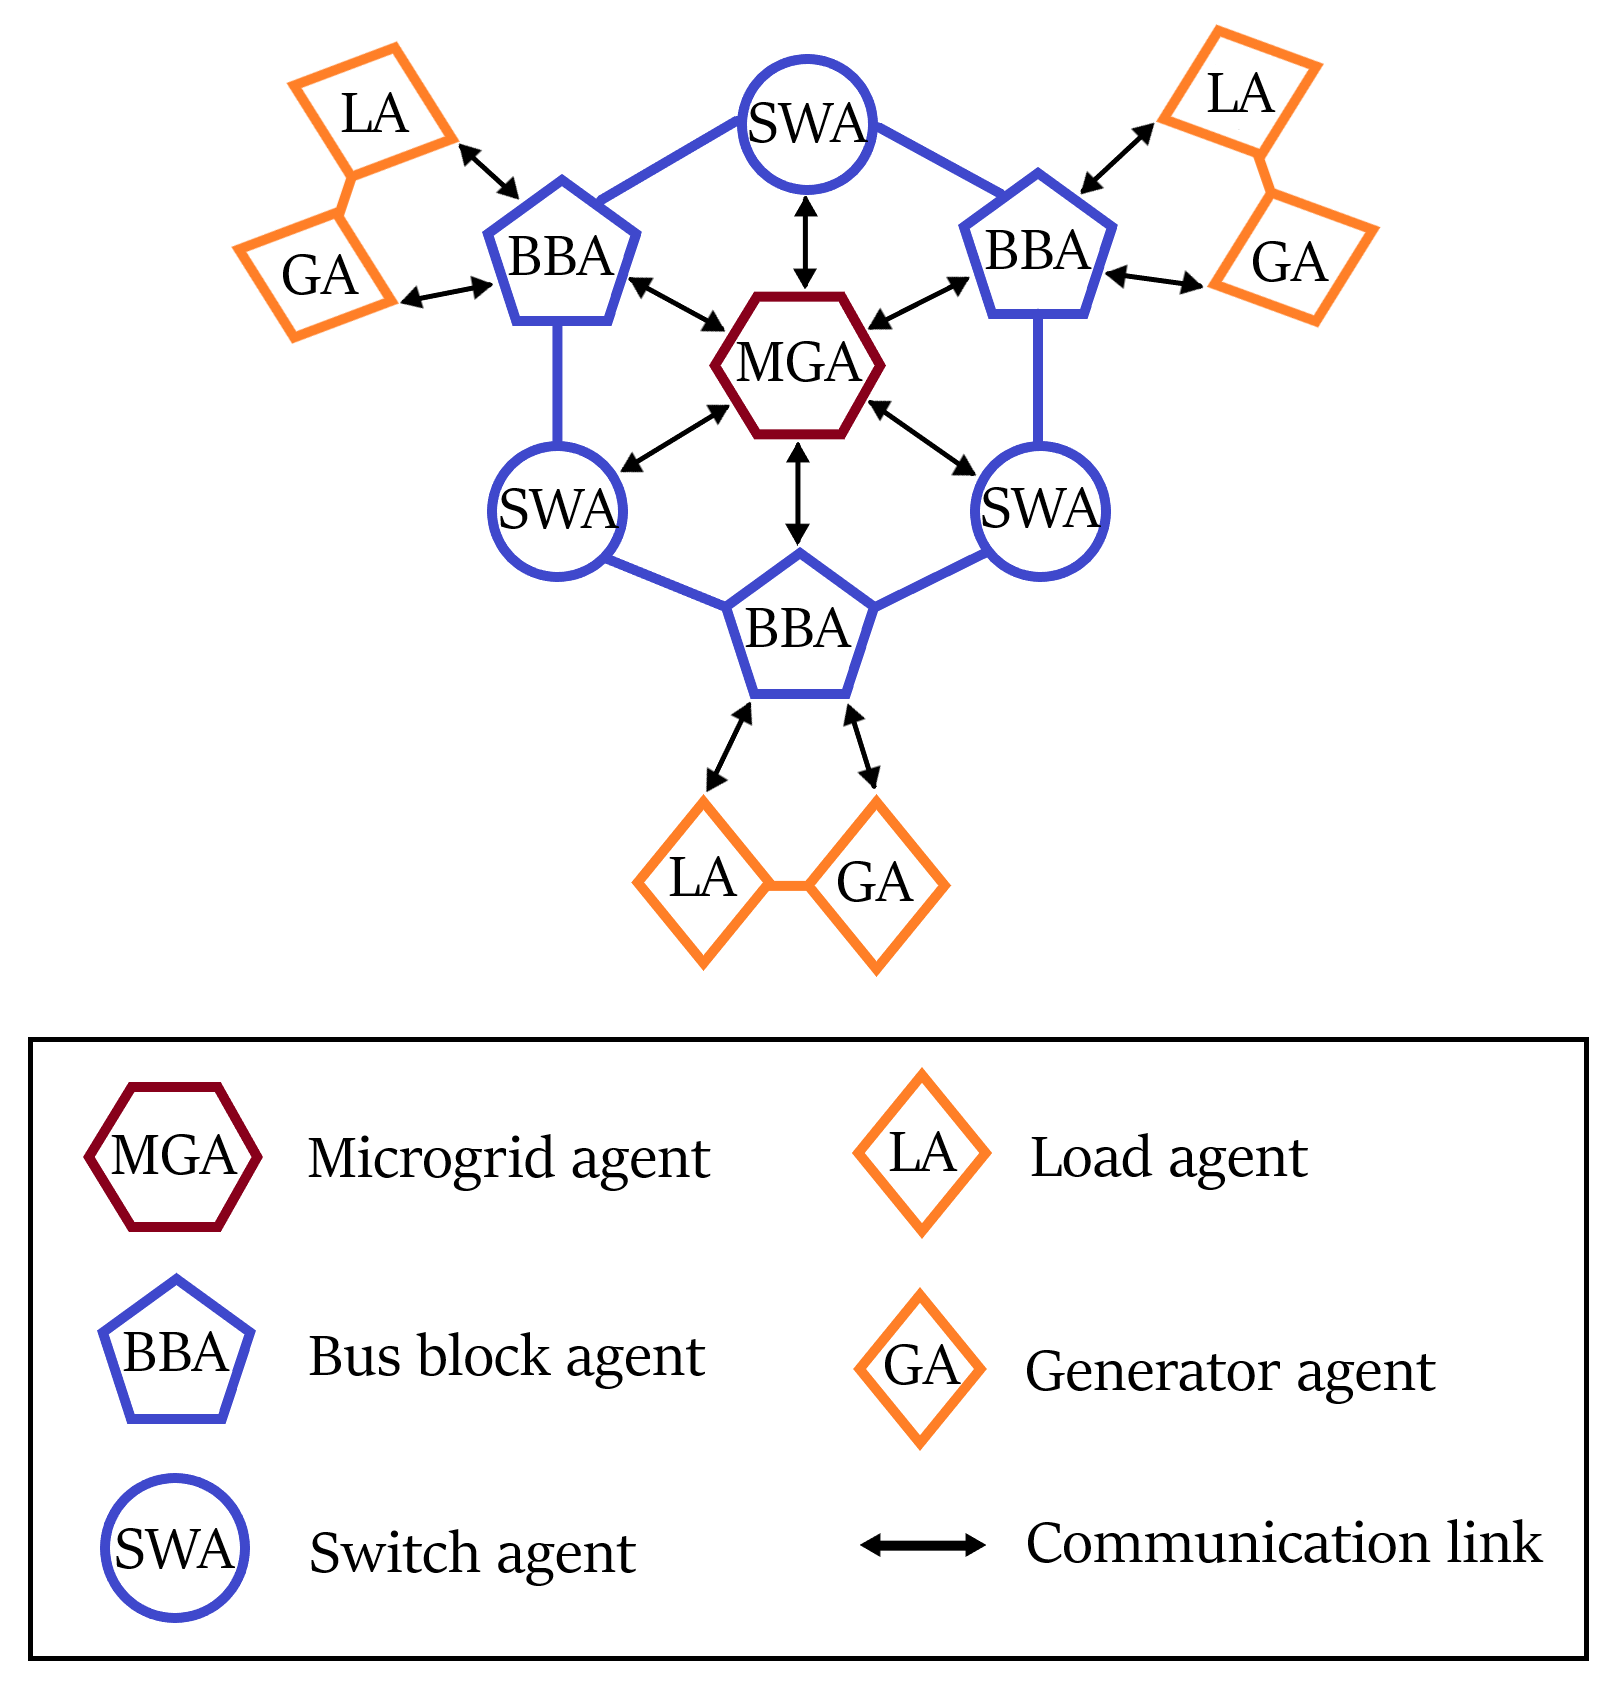 LA
SWA
LA
BBA
BBA
GA
GA
MGA
SWA
SWA
BBA
LA
GA
MGA
Microgrid agent
LA
Load agent
BBA
Bus block agent
GA
Generator agent
SWA
Switch agent
Communication link